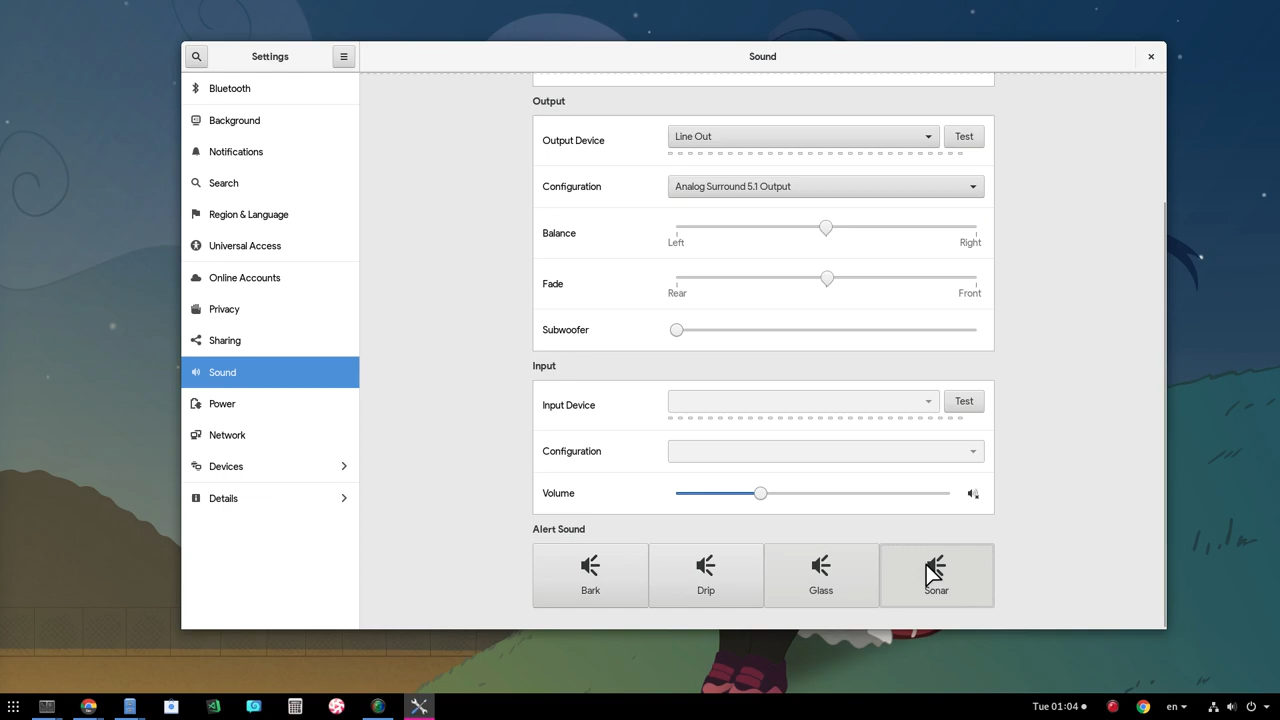 Settings
Sound
Bluetooth
Background
Notifications
Search
Region & Language
Universal Access
Online Accounts
Privacy
Sharing
Sound
Power
Network
Devices
Details
Output
Output Device
Line Out
Test
Configuration
Analog Surround 5.1 Output
Balance
Left
Right
Fade
Rear
Front
Subwoofer
Input
Input Device
Test
Configuration
Volume
Alert Sound
Bark
Drip
Glass
Sonar
Tue 01:04
en